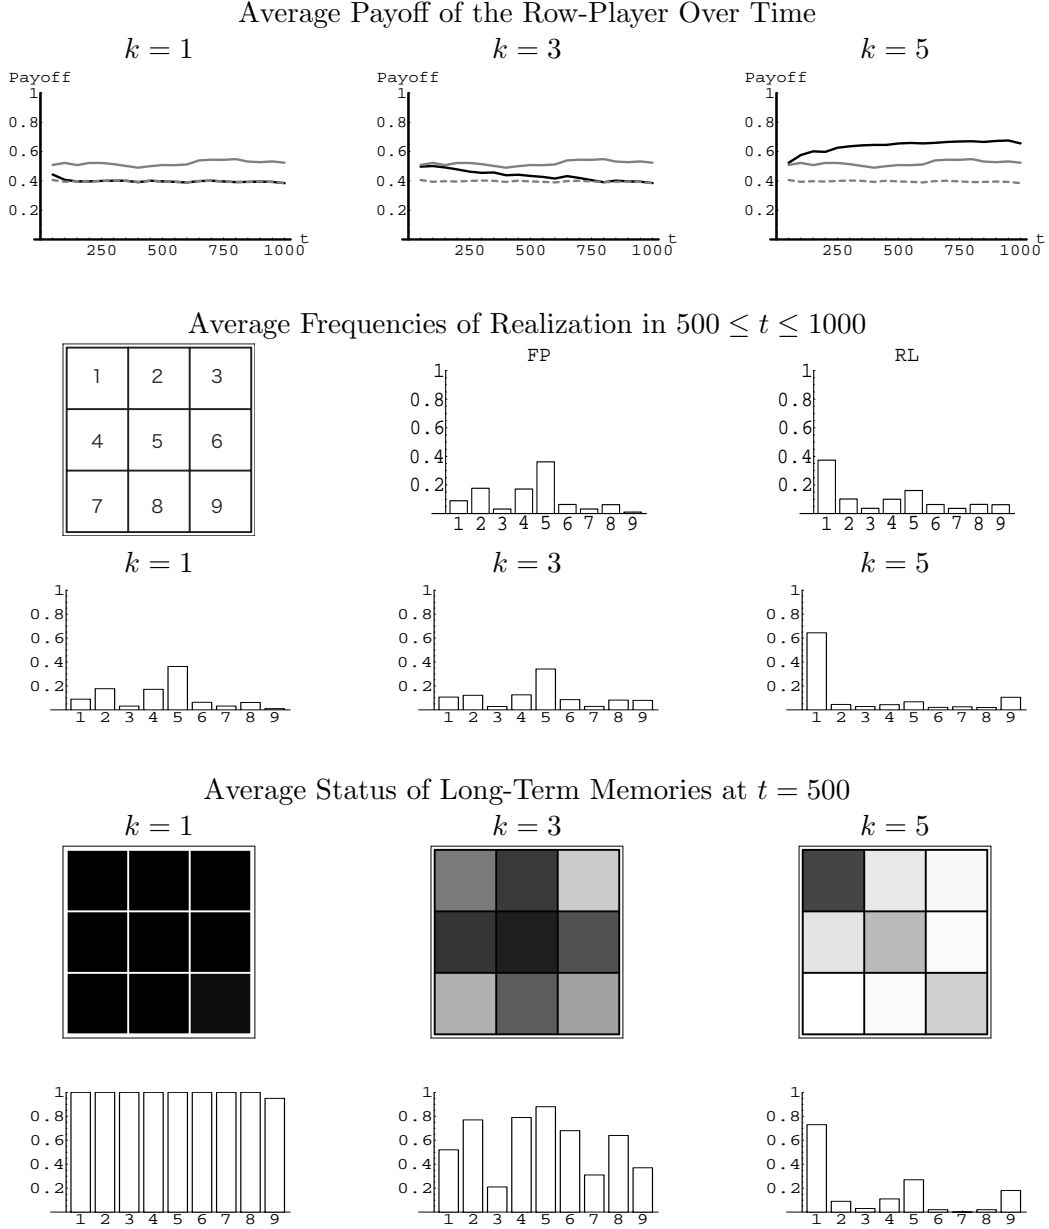 Average Payoff of the Row-Player Over Time
k = 1 k = 3 k = 5
Payoff Payoff Payoff
1 1 1
0.8 0.8 0.8
0.6 0.6 0.6
0.4 0.4 0.4
0.2 0.2 0.2
t t t
250 500 750 1000 250 500 750 1000 250 500 750 1000
Average Frequencies of Realization in 500 ≤ t ≤ 1000
FP RL
1 2 3
4 5 6
7 8 9
1 1
0.8 0.8
0.6 0.6
0.4 0.4
0.2 0.2
1 2 3 4 5 6 7 8 9 1 2 3 4 5 6 7 8 9
k = 1 k = 3 k = 5
1 1 1
0.8 0.8 0.8
0.6 0.6 0.6
0.4 0.4 0.4
0.2 0.2 0.2
1 2 3 4 5 6 7 8 9 1 2 3 4 5 6 7 8 9 1 2 3 4 5 6 7 8 9
Average Status of Long-Term Memories at t = 500
k = 1 k = 3 k = 5
1 1 1
0.8 0.8 0.8
0.6 0.6 0.6
0.4 0.4 0.4
0.2 0.2 0.2
1 2 3 4 5 6 7 8 9 1 2 3 4 5 6 7 8 9 1 2 3 4 5 6 7 8 9